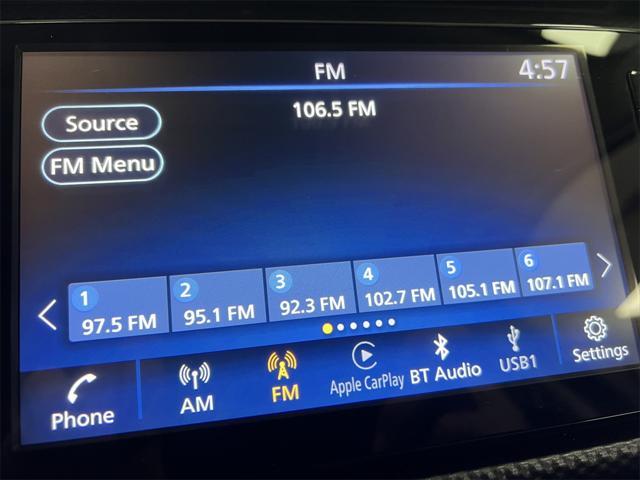 FM 4:57
106.5 FM
Source
FM Menu
1 2 3 4 5 6
97.5 FM 95.1 FM 92.3 FM 102.7 FM 105.1 FM 107.1 FM
Phone AM FM Apple CarPlay BT Audio USB1 Settings